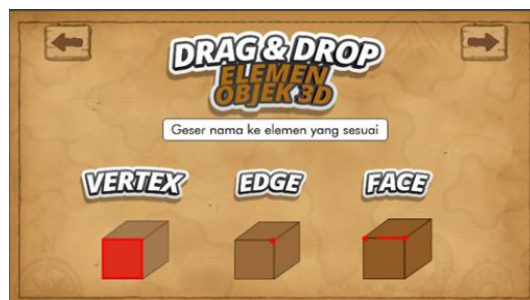 DRAG & DROP
ELEMEN
OBJEK 3D
Geser nama ke elemen yang sesuai
VERTEX EDGE FACE